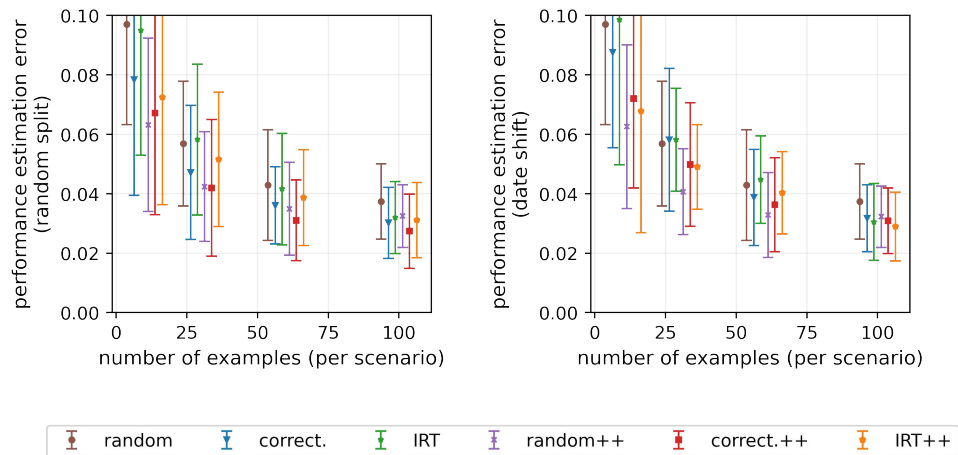 performance estimation error
(random split)
0.10
0.08
0.06
0.04
0.02
0.00
0
25
50
75
100
number of examples (per scenario)
performance estimation error
(date shift)
0.10
0.08
0.06
0.04
0.02
0.00
0
25
50
75
100
number of examples (per scenario)
random
correct.
IRT
random++
correct.++
IRT++